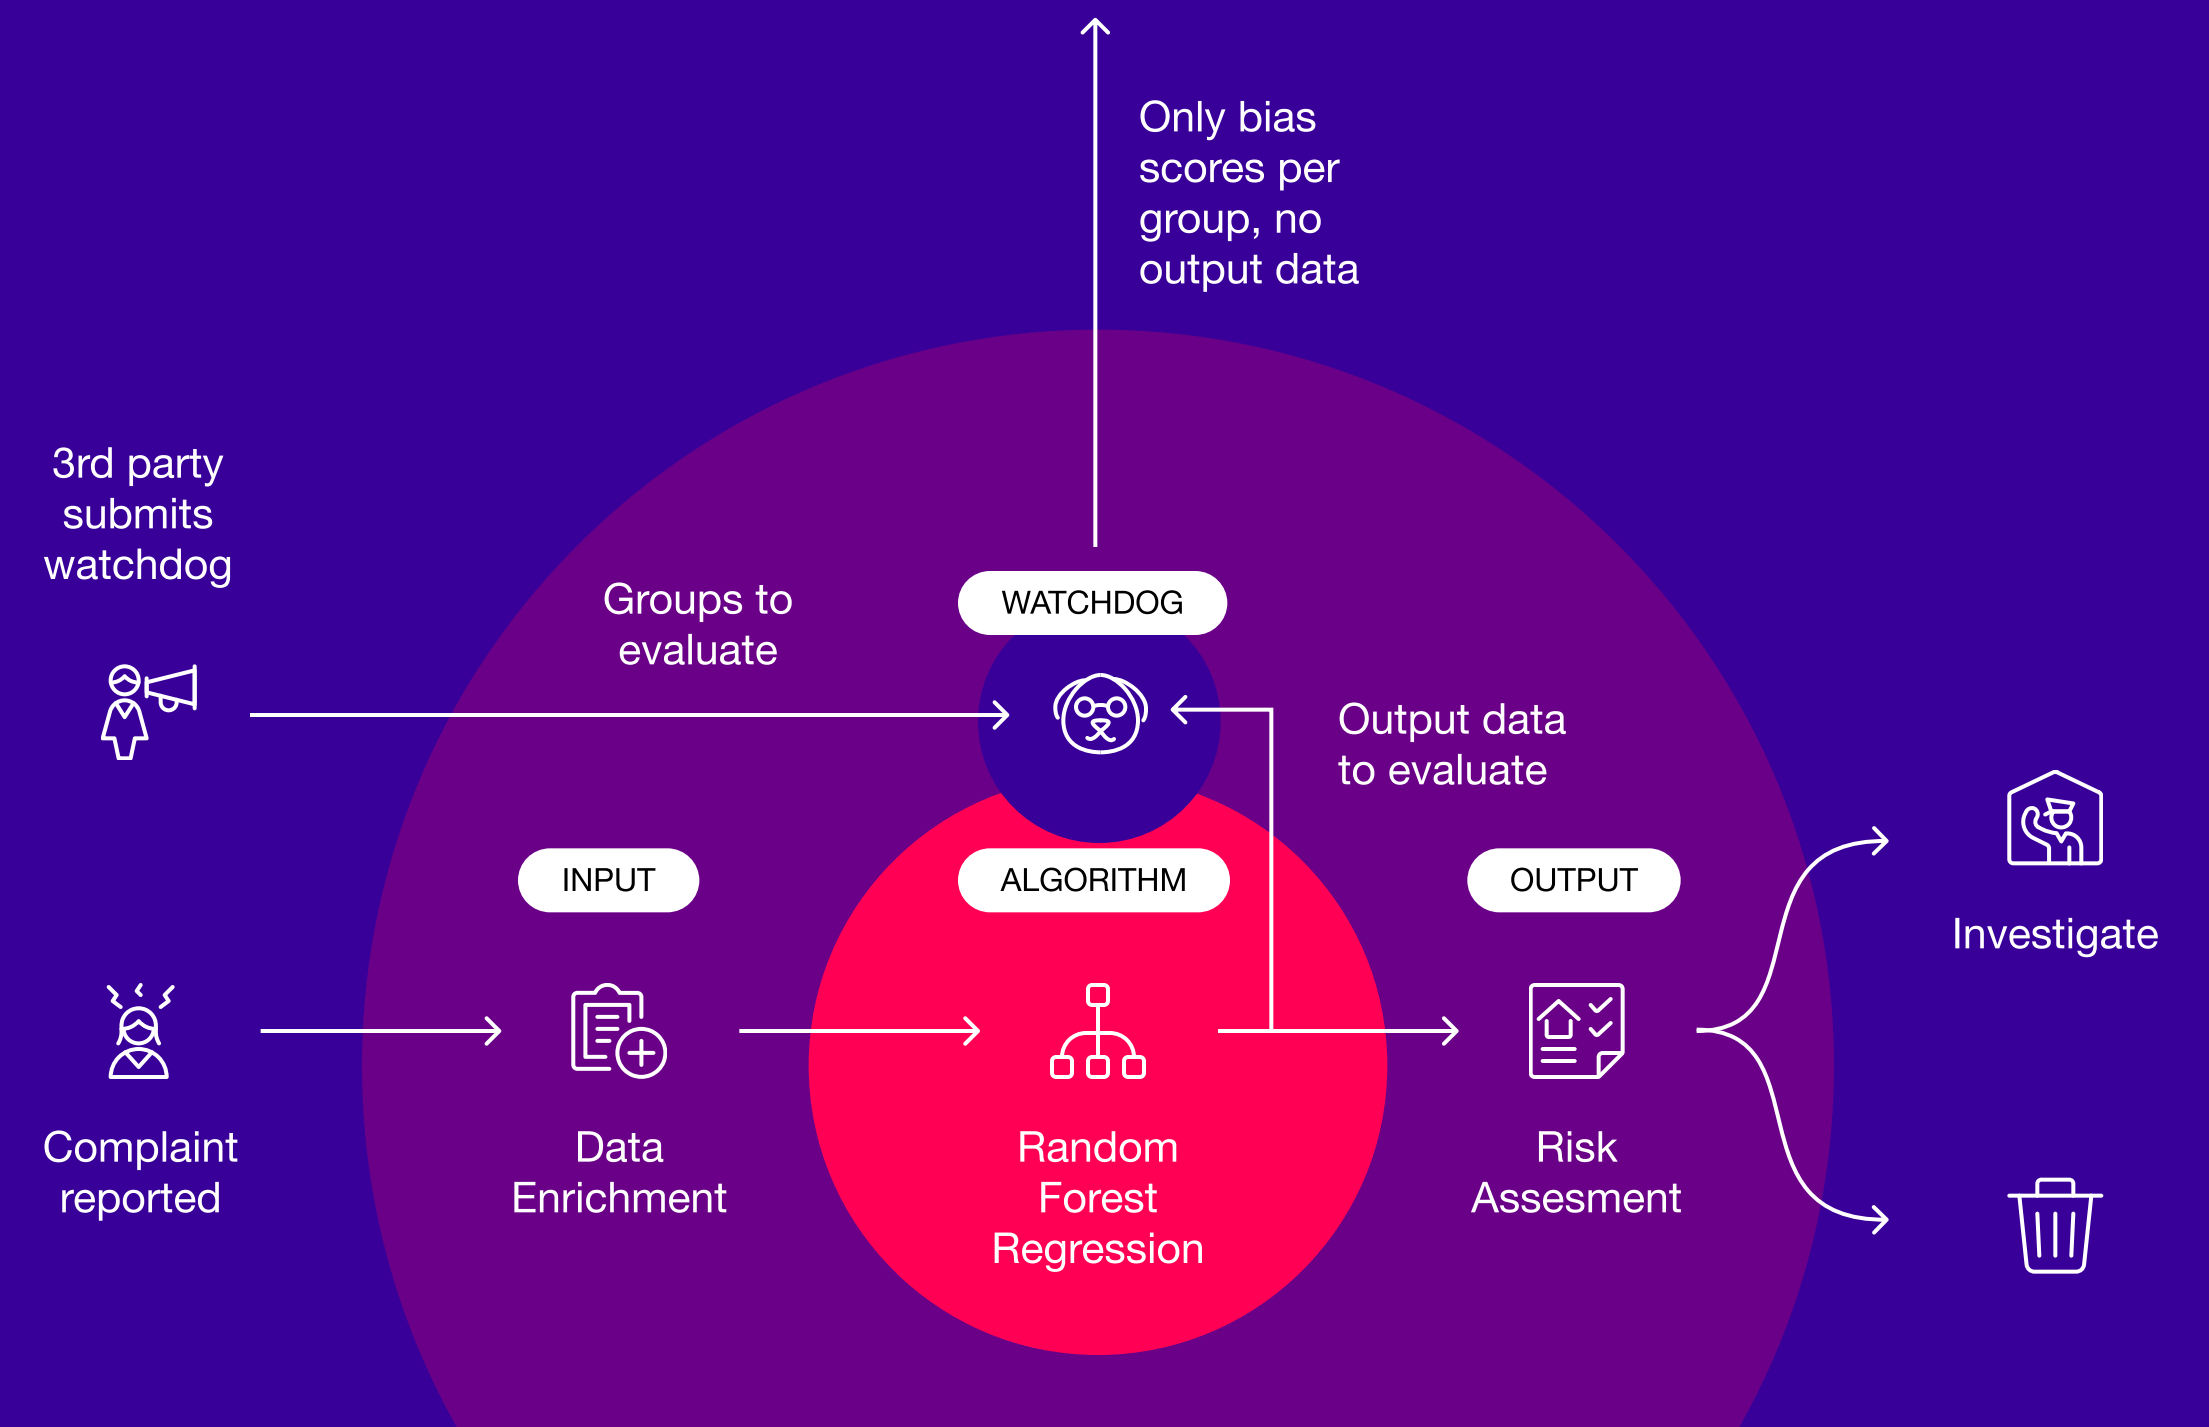 Only bias
scores per
group, no
output data
3rd party
submits
watchdog
Groups to
evaluate
WATCHDOG
Output data
to evaluate
INPUT
ALGORITHM
OUTPUT
Investigate
Complaint
reported
Data
Enrichment
Random
Forest
Regression
Risk
Assesment